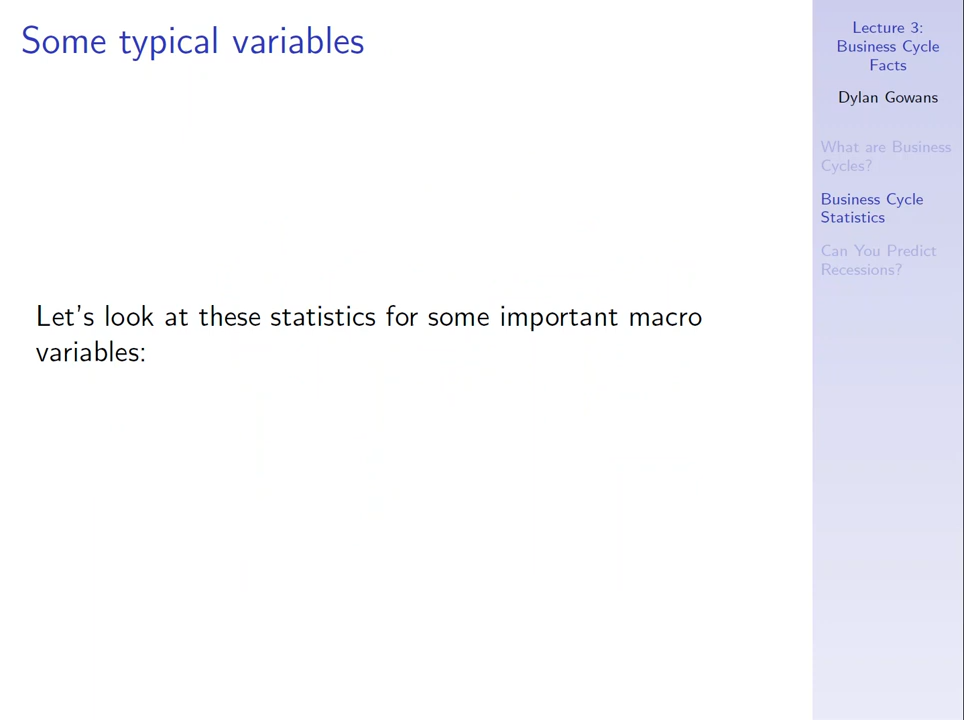 Some typical variables
Let's look at these statistics for some important macro
variables:
Lecture 3:
Business Cycle
Facts
Dylan Gowans
What are Business
Cycles?
Business Cycle
Statistics
Can You Predict
Recessions?